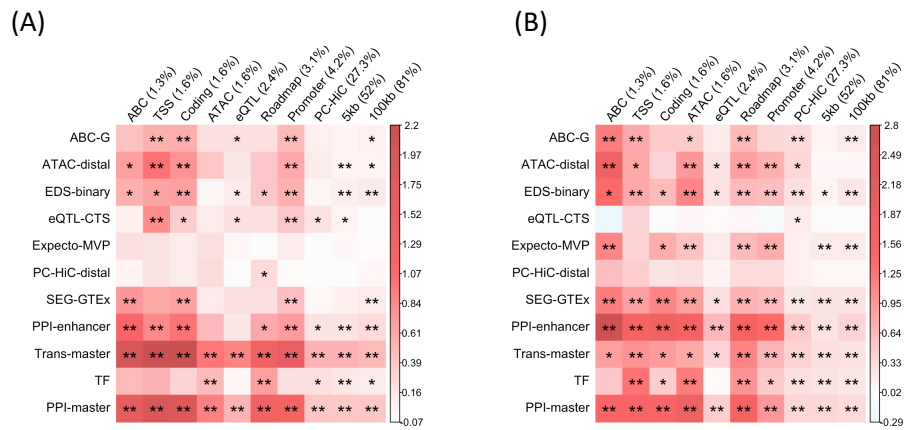 (A)
ABC (1.3%) TSS (1.6%) Coding (1.6%) ATAC (1.6%) eQTL (2.4%) Roadmap (3.1%) Promoter (4.2%) PC-HiC (27.3%) 5kb (52%) 100kb (81%)
ABC-G ** ** * ** *
ATAC-distal * ** ** ** ** *
EDS-binary * * ** * * ** ** **
eQTL-CTS ** * * ** * *
Expecto-MVP
PC-HiC-distal *
SEG-GTEx ** ** ** **
PPI-enhancer ** ** ** * ** * ** **
Trans-master ** ** ** ** ** ** ** ** ** **
TF ** ** * ** *
PPI-master ** ** ** ** ** ** ** ** ** **
2.2
1.97
1.75
1.52
1.29
1.07
0.84
0.61
0.39
0.16
-0.07
(B)
ABC (1.3%) TSS (1.6%) Coding (1.6%) ATAC (1.6%) eQTL (2.4%) Roadmap (3.1%) Promoter (4.2%) PC-HiC (27.3%) 5kb (52%) 100kb (81%)
ABC-G ** ** * ** ** **
ATAC-distal ** * ** * ** ** *
EDS-binary * ** * ** * ** ** ** * **
eQTL-CTS *
Expecto-MVP ** * ** ** ** ** **
PC-HiC-distal
SEG-GTEx ** ** ** ** * ** ** ** ** **
PPI-enhancer ** ** ** ** ** ** ** ** ** **
Trans-master * ** * * * ** ** ** ** **
TF ** * ** ** * ** ** **
PPI-master ** ** ** ** ** ** ** ** ** **
2.8
2.49
2.18
1.87
1.56
1.25
0.95
0.64
0.33
0.02
-0.29